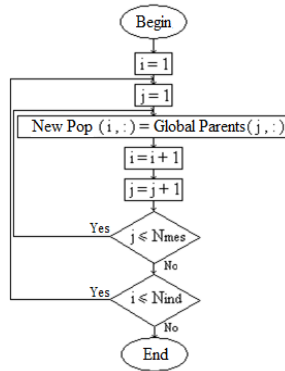 Begin
i = 1
j = 1
New Pop (i,:) = Global Parents(j,:)
i = i + 1
j = j + 1
Yes
j ⩽ Nmes
No
Yes
i ⩽ Nind
No
End